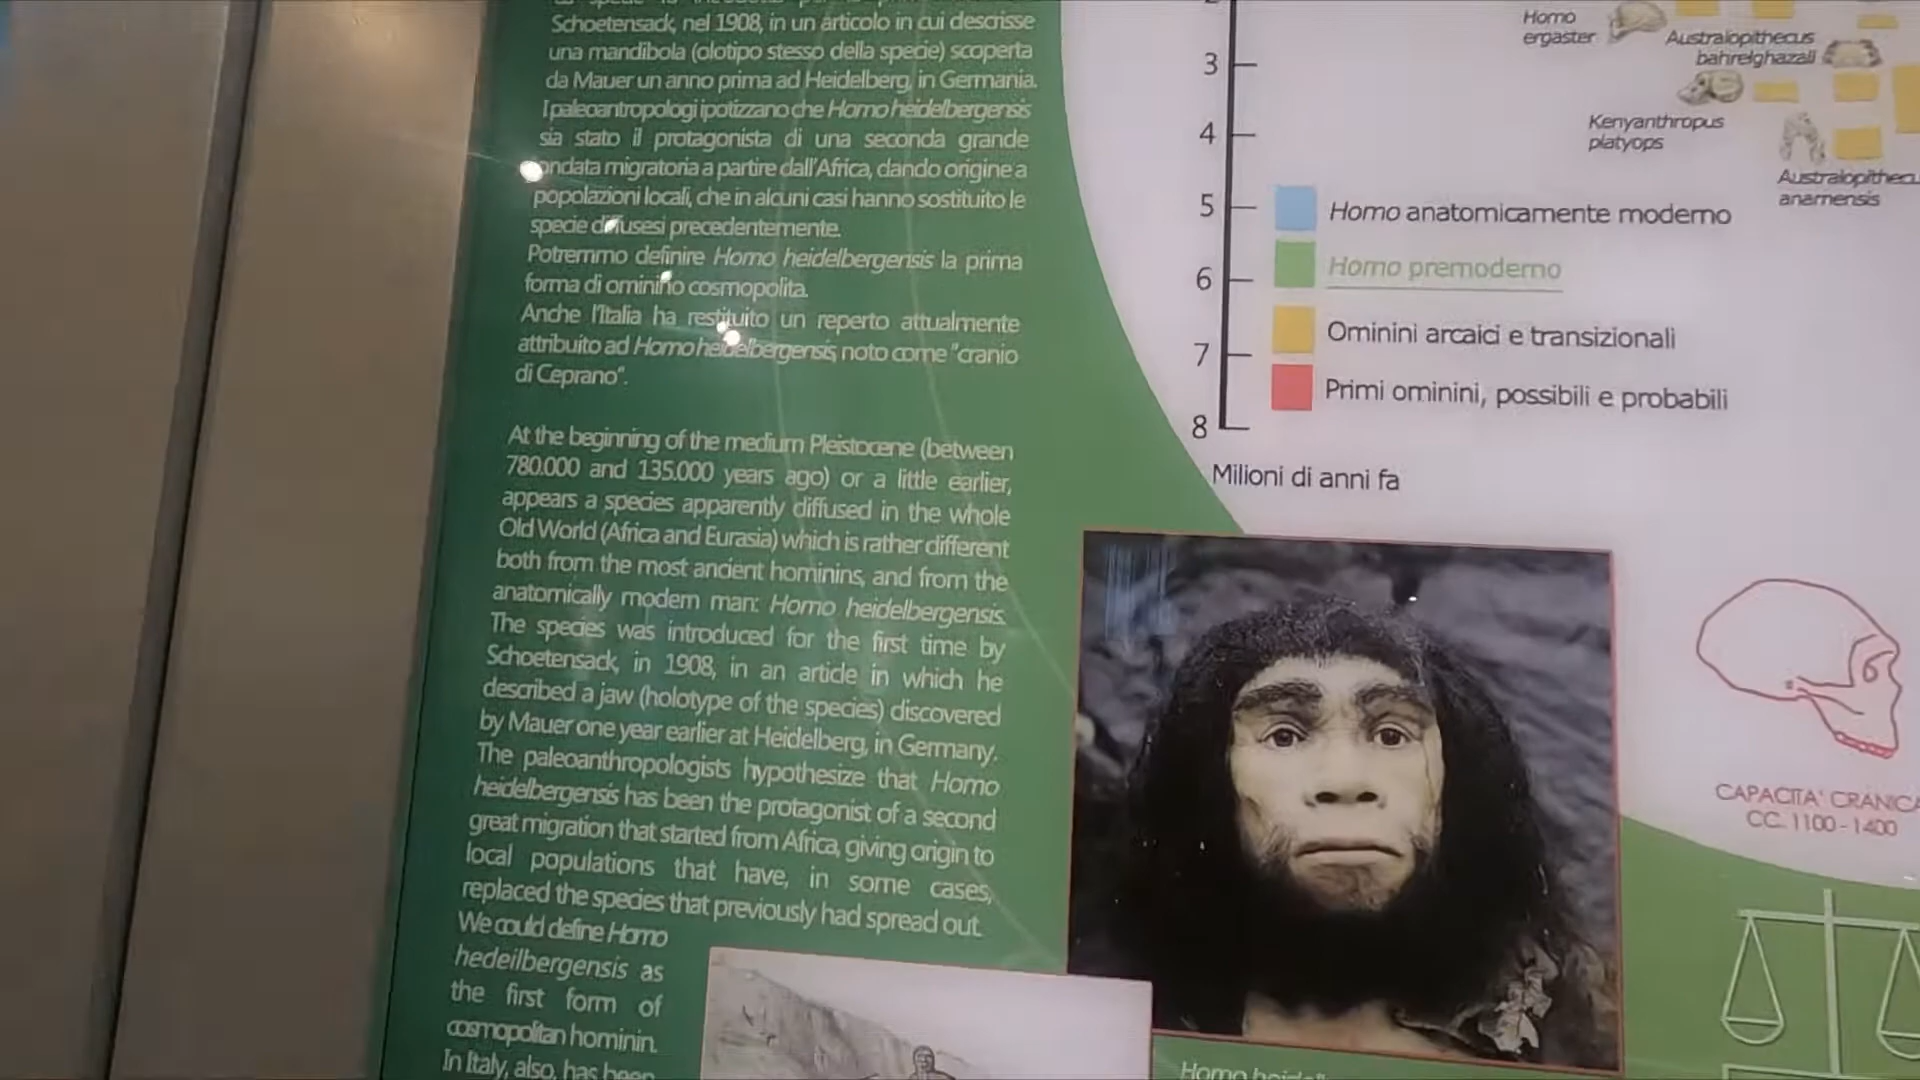 Schoetensack, nel 1908, in un articolo in cui descrisse
una mandibola (olotipo stesso della specie) scoperta
da Mauer un anno prima ad Heidelberg, in Germania.
I paleoantropologi ipotizzano che Homo heidelbergensis
sia stato il protagonista di una seconda grande
ondata migratoria a partire dall'Africa, dando origine a
popolazioni locali, che in alcuni casi hanno sostituito le
specie diffusesi precedentemente.
Potremmo definire Homo heidelbergensis la prima
forma di ominino cosmopolita.
Anche l'Italia ha restituito un reperto attualmente
attribuito ad Homo heidelbergensis, noto come "cranio
di Ceprano".
At the beginning of the medium Pleistocene (between
780.000 and 135.000 years ago) or a little earlier,
appears a species apparently diffused in the whole
Old World (Africa and Eurasia) which is rather different
both from the most ancient hominins, and from the
anatomically modern man: Homo heidelbergensis.
The species was introduced for the first time by
Schoetensack, in 1908, in an article in which he
described a jaw (holotype of the species) discovered
by Mauer one year earlier at Heidelberg, in Germany.
The paleoanthropologists hypothesize that Homo
heidelbergensis has been the protagonist of a second
great migration that started from Africa, giving origin to
local populations that have, in some cases,
replaced the species that previously had spread out.
We could define Homo
hedeilbergensis as
the first form of
cosmopolitan hominin.
In Italy, also, has been
Homo
ergaster
Australopithecus
bahrelghazali
3
Kenyanthropus
platyops
4
Australopithecu
anamensis
5
Homo anatomicamente moderno
6
Homo premoderno
Ominini arcaici e transizionali
7
Primi ominini, possibili e probabili
8
Milioni di anni fa
CAPACITA' CRANICA
CC. 1100 - 1400
Homo